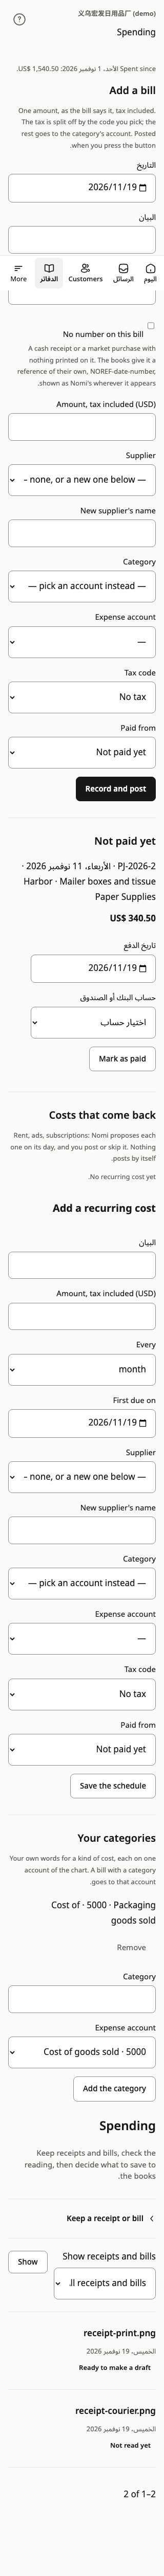 义乌宏发日用品厂 (demo)
Spending
Spent since الأحد، 1 نوفمبر 2026: US$ 1,540.50.
Add a bill
One amount, as the bill says it, tax included.
The tax is split off by the code you pick; the
rest goes to the category's account. Posted
when you press the button.
التاريخ
2026/11/19
البيان
اليوم
الرسائل
Customers
الدفاتر
More
No number on this bill
A cash receipt or a market purchase with
nothing printed on it. The books give it a
reference of their own, NOREF-date-number,
shown as Nomi's wherever it appears.
Amount, tax included (USD)
Supplier
— none, or a new one below —
New supplier's name
Category
— pick an account instead —
Expense account
—
Tax code
No tax
Paid from
Not paid yet
Record and post
Not paid yet
PJ-2026-2 · الأربعاء، 11 نوفمبر 2026 ·
Harbor · Mailer boxes and tissue
Paper Supplies
US$ 340.50
تاريخ الدفع
2026/11/19
حساب البنك أو الصندوق
اختيار حساب
Mark as paid
Costs that come back
Rent, ads, subscriptions: Nomi proposes each
one on its day, and you post or skip it. Nothing
posts by itself.
No recurring cost yet.
Add a recurring cost
البيان
Amount, tax included (USD)
Every
month
First due on
2026/11/19
Supplier
— none, or a new one below —
New supplier's name
Category
— pick an account instead —
Expense account
—
Tax code
No tax
Paid from
Not paid yet
Save the schedule
Your categories
Your own words for a kind of cost, each on one
account of the chart. A bill with a category
goes to that account.
Packaging · 5000 · Cost of
goods sold
Remove
Category
Expense account
5000 · Cost of goods sold
Add the category
Spending
Keep receipts and bills, check the
reading, then decide what to save to
the books.
Keep a receipt or bill
Show receipts and bills
ll receipts and bills
Show
receipt-print.png
الخميس، 19 نوفمبر 2026
Ready to make a draft
receipt-courier.png
الخميس، 19 نوفمبر 2026
Not read yet
1–2 of 2